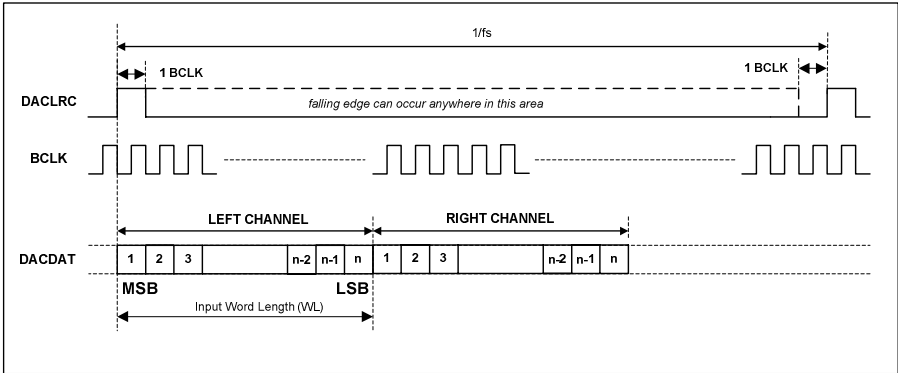 1/fs
1 BCLK
1 BCLK
DACLRC
falling edge can occur anywhere in this area
BCLK
LEFT CHANNEL
RIGHT CHANNEL
DACDAT
1 2 3 n-2 n-1 n 1 2 3 n-2 n-1 n
MSB
LSB
Input Word Length (WL)